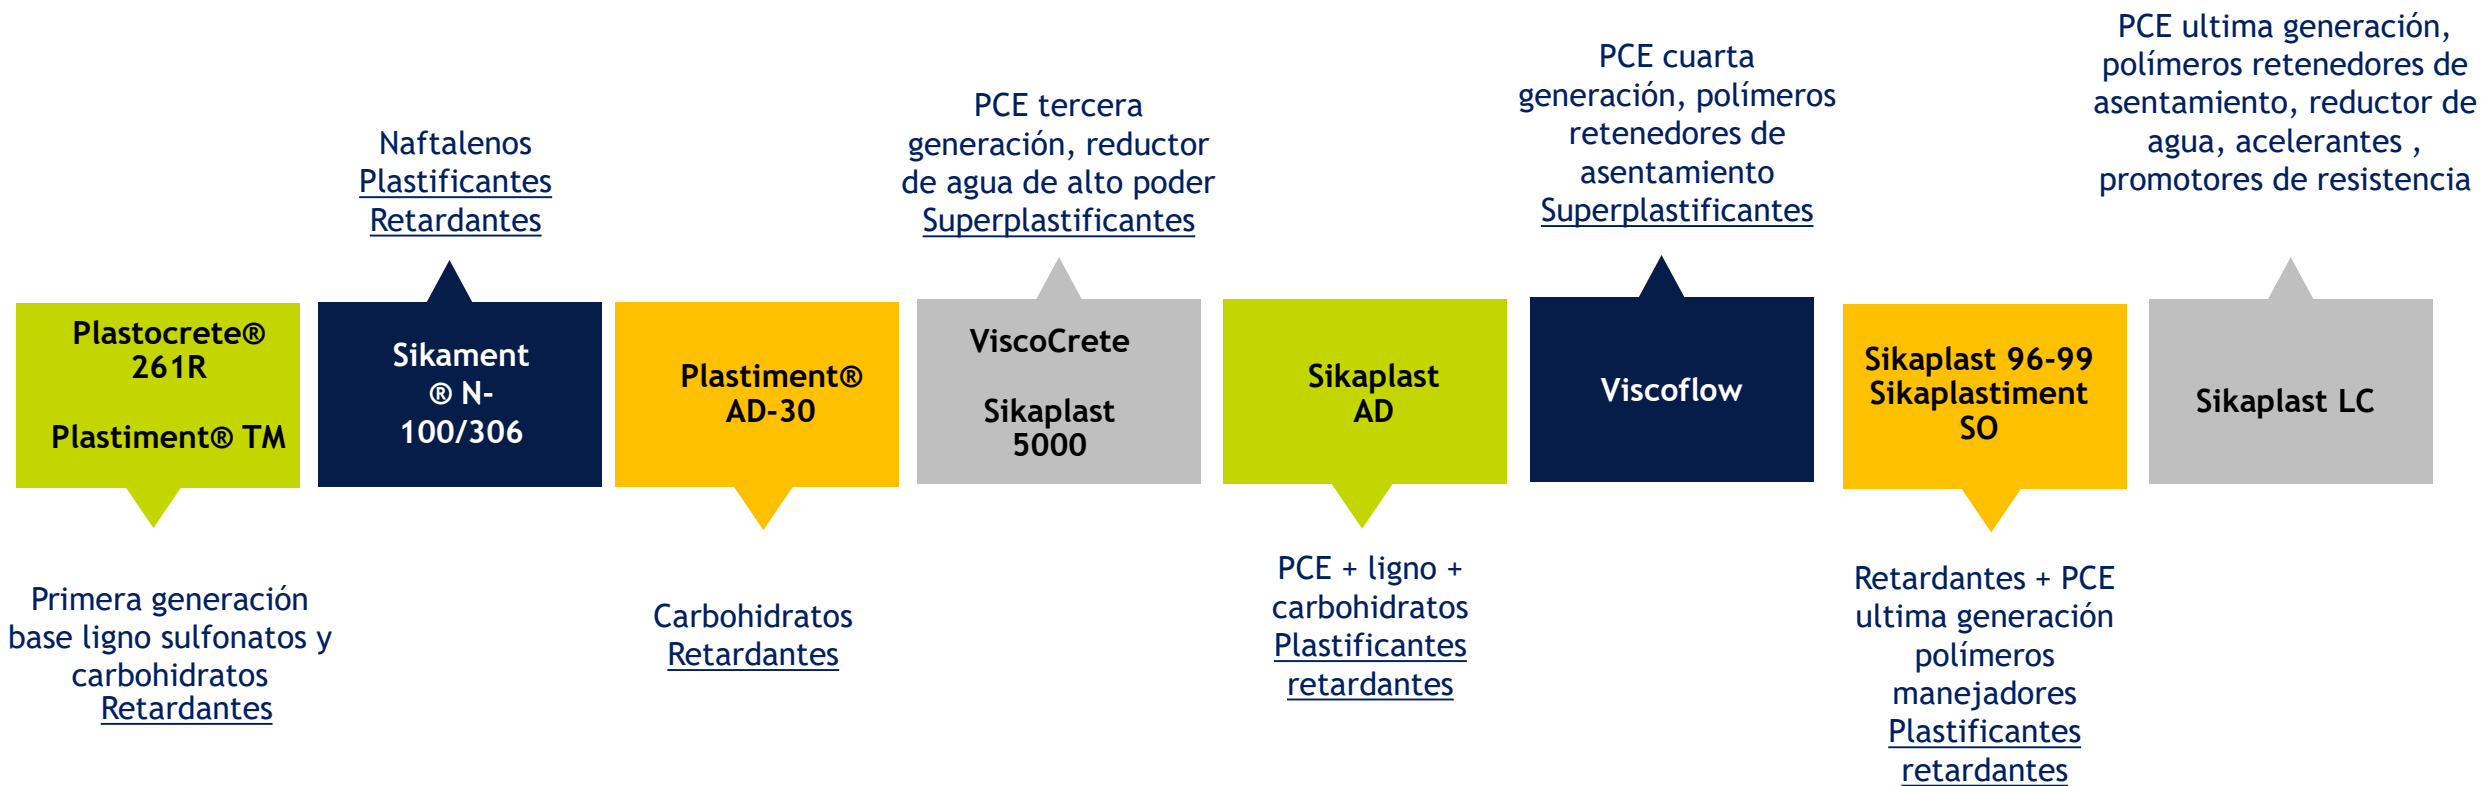 Plastocrete®
261R
Plastiment® TM
Primera generación
base ligno sulfonatos y
carbohidratos
Retardantes
Naftalenos
Plastificantes
Retardantes
Sikament
® N-
100/306
Plastiment®
AD-30
Carbohidratos
Retardantes
PCE tercera
generación, reductor
de agua de alto poder
Superplastificantes
ViscoCrete
Sikaplast
5000
Sikaplast
AD
PCE + ligno +
carbohidratos
Plastificantes
retardantes
PCE cuarta
generación, polímeros
retenedores de
asentamiento
Superplastificantes
Viscoflow
Sikaplast 96-99
Sikaplastiment
SO
Retardantes + PCE
ultima generación
polímeros
manejadores
Plastificantes
retardantes
PCE ultima generación,
polímeros retenedores de
asentamiento, reductor de
agua, acelerantes ,
promotores de resistencia
Sikaplast LC